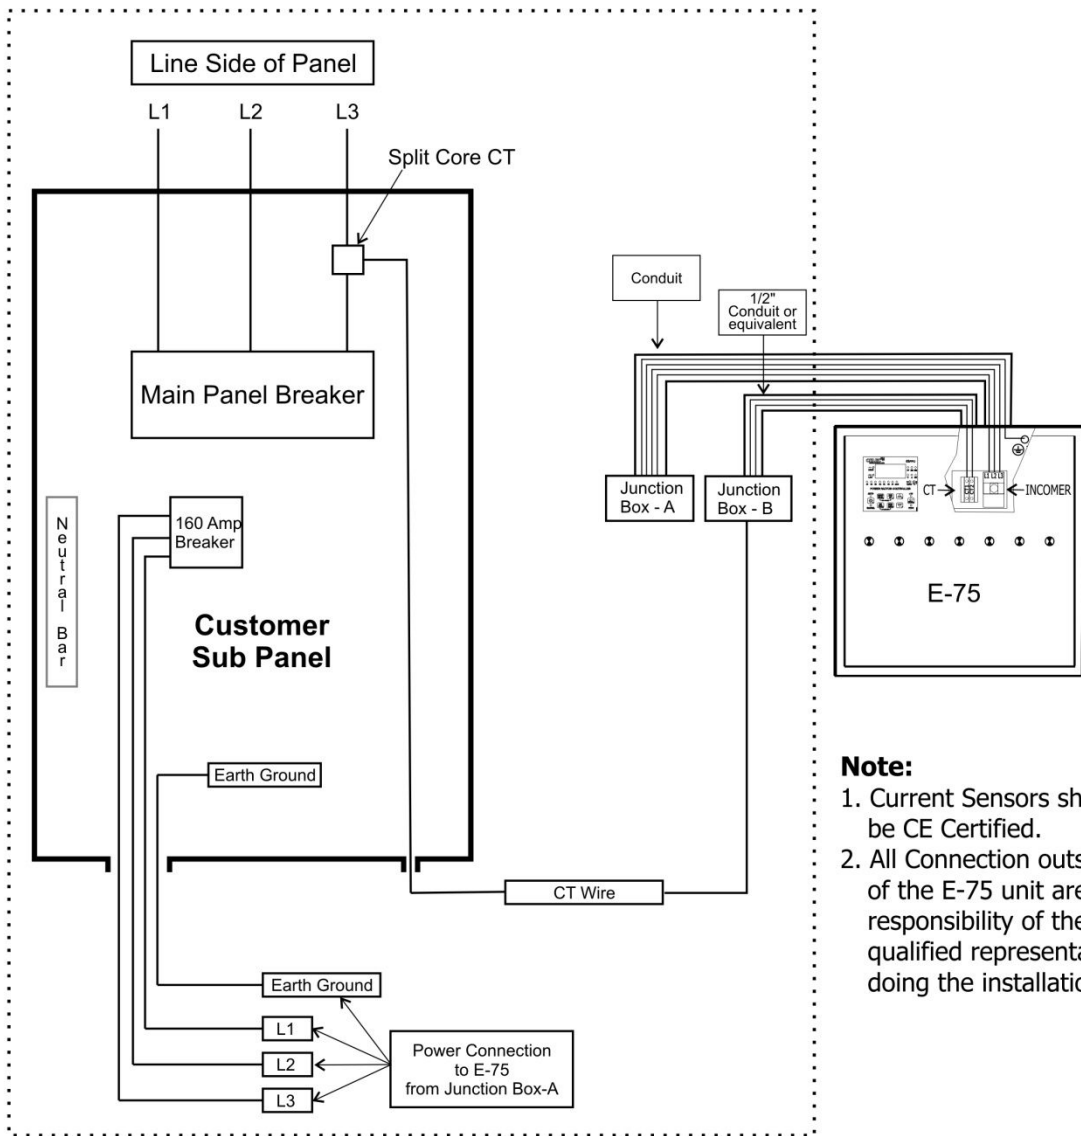 Line Side of Panel
L1
L2
L3
Split Core CT
Main Panel Breaker
Neutral Bar
160 Amp
Breaker
Customer
Sub Panel
Earth Ground
CT Wire
Earth Ground
L1
L2
L3
Power Connection
to E-75
from Junction Box-A
Conduit
1/2"
Conduit or
equivalent
Junction
Box - A
Junction
Box - B
CT
INCOMER
E-75
Note:
1. Current Sensors sh
be CE Certified.
2. All Connection outs
of the E-75 unit are
responsibility of the
qualified representa
doing the installatio